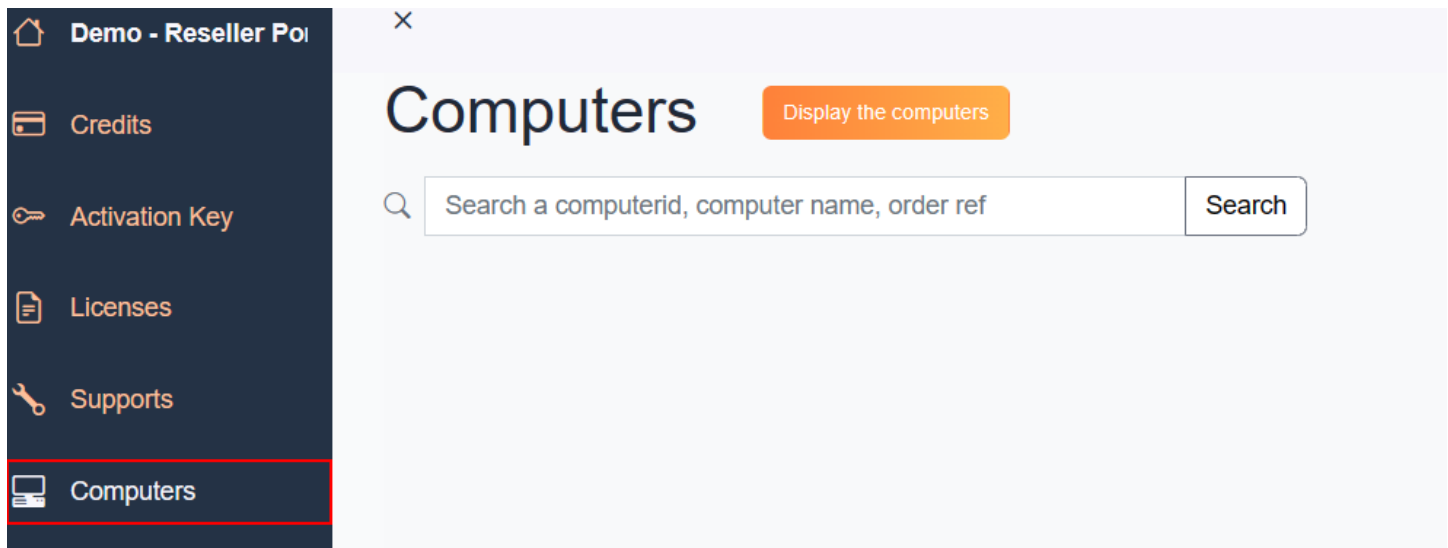 Demo - Reseller Por
Credits
Activation Key
Licenses
Supports
Computers
Computers
Display the computers
Search a computerid, computer name, order ref
Search